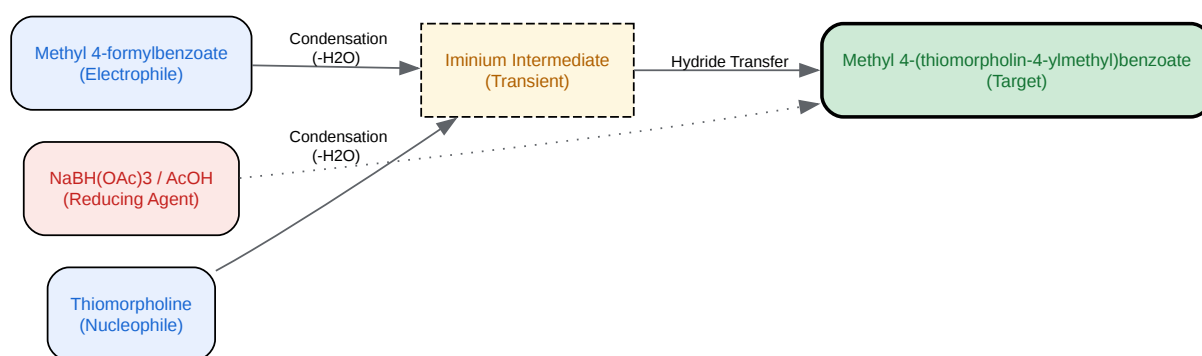 Methyl 4-formylbenzoate
(Electrophile)
Condensation
(-H2O)
Iminium Intermediate
(Transient)
Hydride Transfer
Methyl 4-(thiomorpholin-4-ylmethyl)benzoate
(Target)
NaBH(OAc)3 / AcOH
(Reducing Agent)
Condensation
(-H2O)
Thiomorpholine
(Nucleophile)